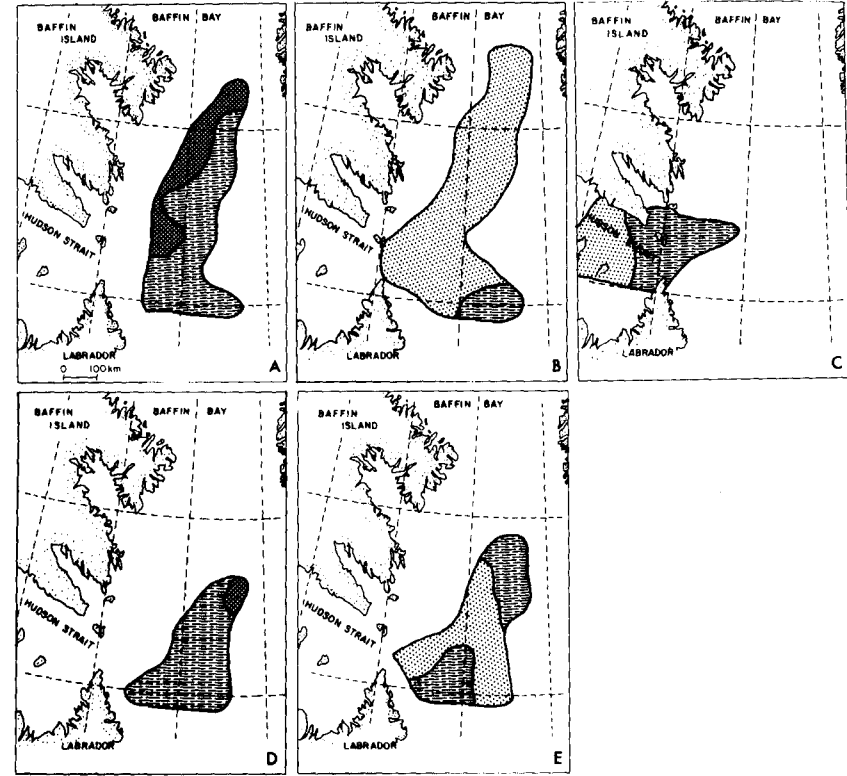 BAFFIN BAY
BAFFIN
ISLAND
HUDSON STRAIT
LABRADOR
0 100km
A
BAFFIN BAY
BAFFIN
ISLAND
HUDSON STRAIT
LABRADOR
B
BAFFIN BAY
BAFFIN
ISLAND
HUDSON
LABRADOR
C
BAFFIN BAY
BAFFIN
ISLAND
HUDSON STRAIT
LABRADOR
D
BAFFIN BAY
BAFFIN
ISLAND
HUDSON STRAIT
LABRADOR
E